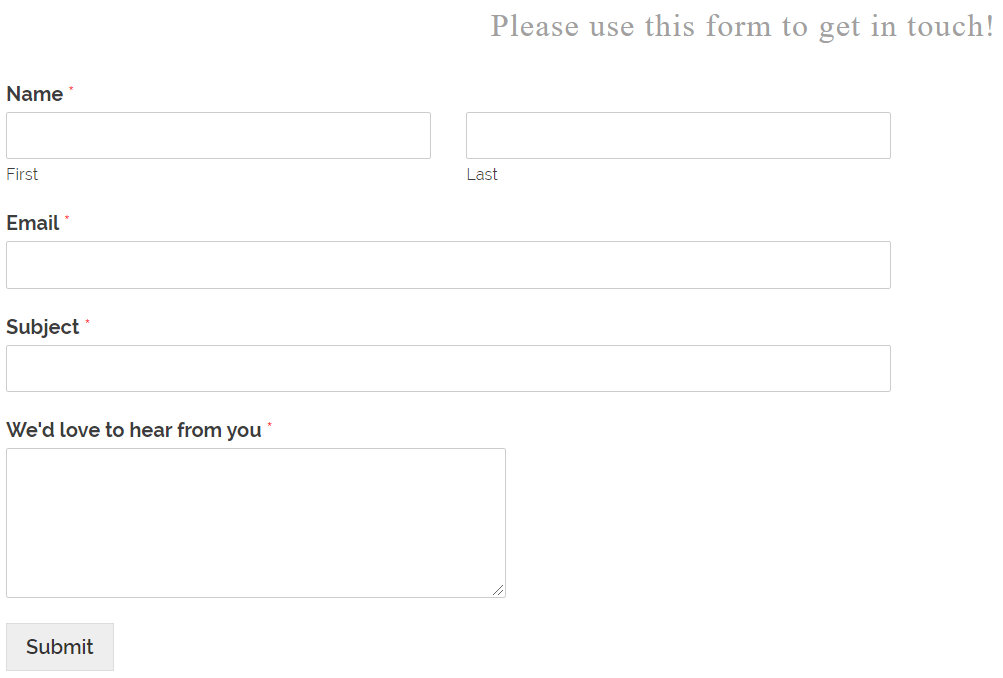 Please use this form to get in touch!
Name *
First Last
Email *
Subject *
We'd love to hear from you *
Submit